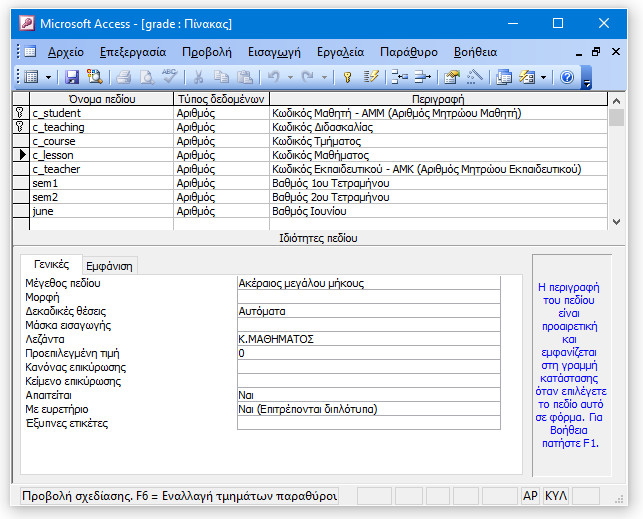 Microsoft Access - [grade : Πίνακας]
Αρχείο Επεξεργασία Προβολή Εισαγωγή Εργαλεία Παράθυρο Βοήθεια
Όνομα πεδίου Τύπος δεδομένων Περιγραφή
c_student Αριθμός Κωδικός Μαθητή - ΑΜΜ (Αριθμός Μητρώου Μαθητή)
c_teaching Αριθμός Κωδικός Διδασκαλίας
c_course Αριθμός Κωδικός Τμήματος
c_lesson Αριθμός Κωδικός Μαθήματος
c_teacher Αριθμός Κωδικός Εκπαιδευτικού - ΑΜΚ (Αριθμός Μητρώου Εκπαιδευτικού)
sem1 Αριθμός Βαθμός 1ου Τετραμήνου
sem2 Αριθμός Βαθμός 2ου Τετραμήνου
june Αριθμός Βαθμός Ιουνίου
Ιδιότητες πεδίου
Γενικές Εμφάνιση
Μέγεθος πεδίου Ακέραιος μεγάλου μήκους
Μορφή
Δεκαδικές θέσεις Αυτόματα
Μάσκα εισαγωγής
Λεζάντα Κ.ΜΑΘΗΜΑΤΟΣ
Προεπιλεγμένη τιμή 0
Κανόνας επικύρωσης
Κείμενο επικύρωσης
Απαιτείται Ναι
Με ευρετήριο Ναι (Επιτρέπονται διπλότυπα)
Έξυπνες ετικέτες
Η περιγραφή
του πεδίου
είναι
προαιρετική
και
εμφανίζεται
στη γραμμή
κατάστασης
όταν επιλέγετε
το πεδίο αυτό
σε φόρμα. Για
Βοήθεια
πατήστε F1.
Προβολή σχεδίασης. F6 = Εναλλαγή τμημάτων παραθύρου ΑΡ ΚΥΛ